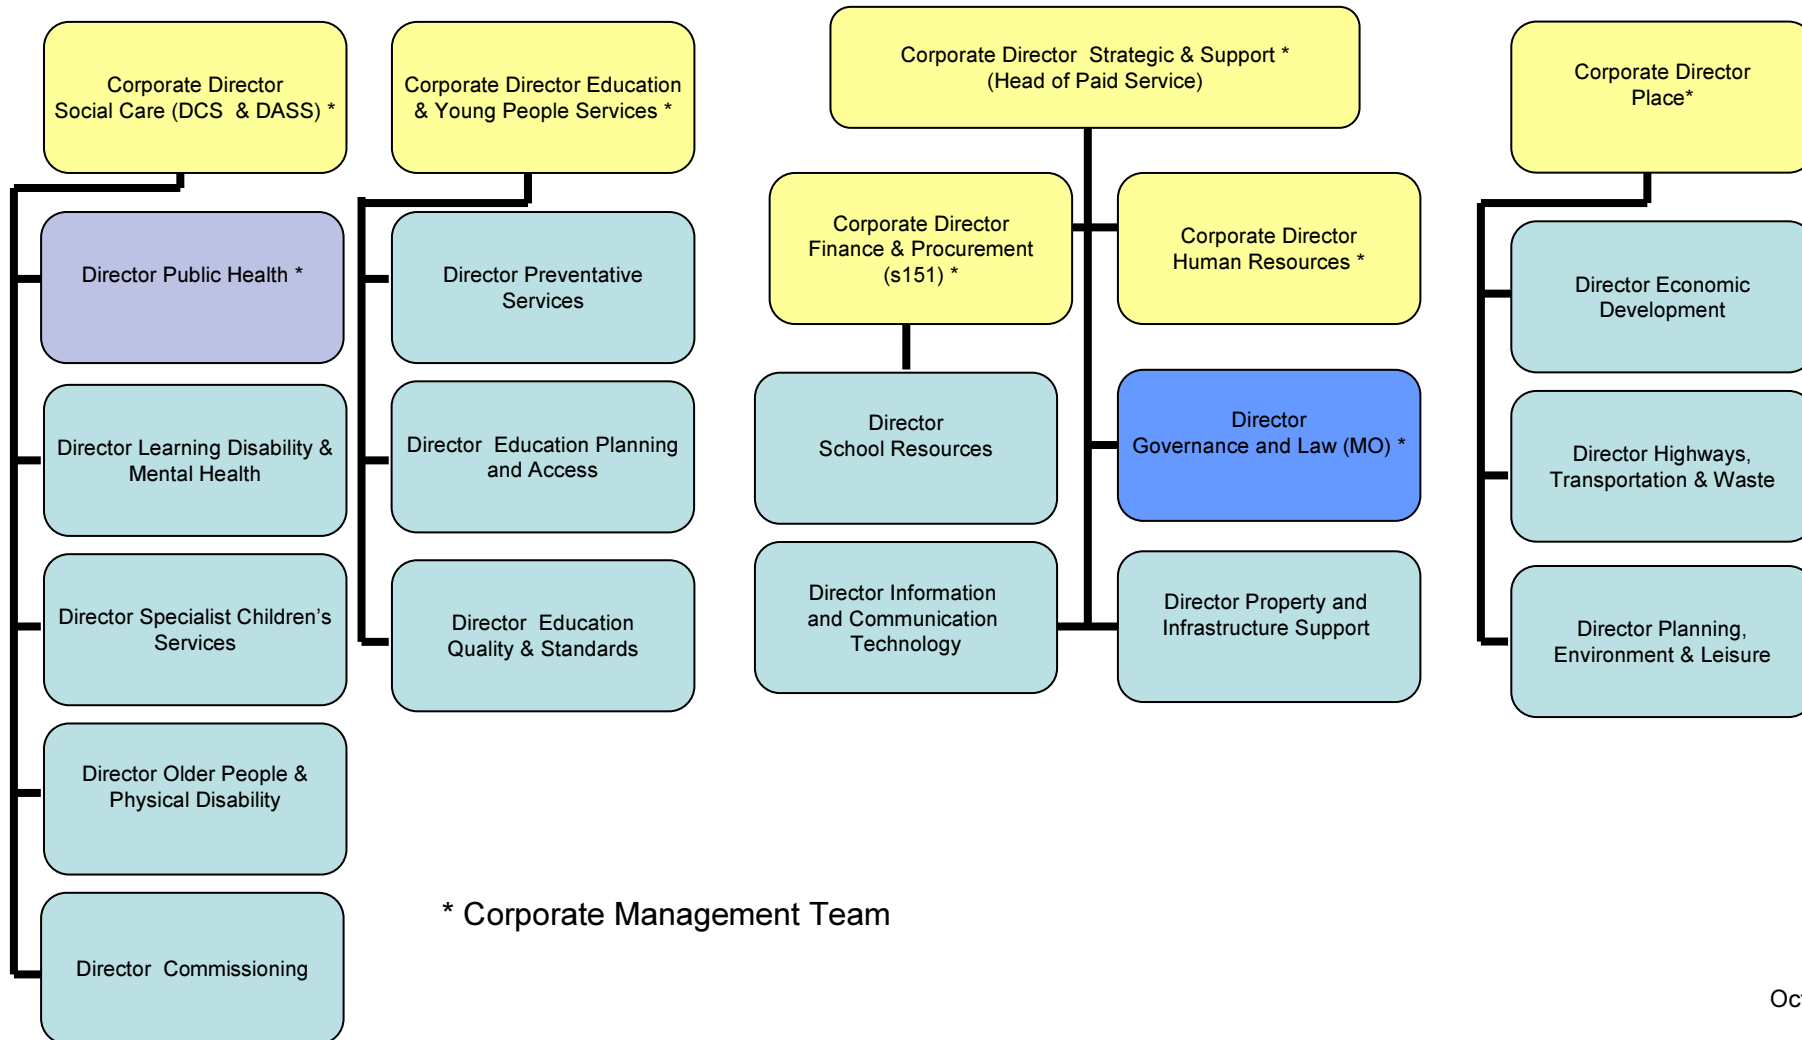 Corporate Director
Social Care (DCS & DASS) *
Corporate Director Education
& Young People Services *
Corporate Director Strategic & Support *
(Head of Paid Service)
Corporate Director
Place*
Director Public Health *
Director Learning Disability &
Mental Health
Director Specialist Children’s
Services
Director Older People &
Physical Disability
Director Commissioning
Director Preventative
Services
Director Education Planning
and Access
Director Education
Quality & Standards
Corporate Director
Finance & Procurement
(s151) *
Corporate Director
Human Resources *
Director
School Resources
Director
Governance and Law (MO) *
Director Information
and Communication
Technology
Director Property and
Infrastructure Support
Director Economic
Development
Director Highways,
Transportation & Waste
Director Planning,
Environment & Leisure
* Corporate Management Team